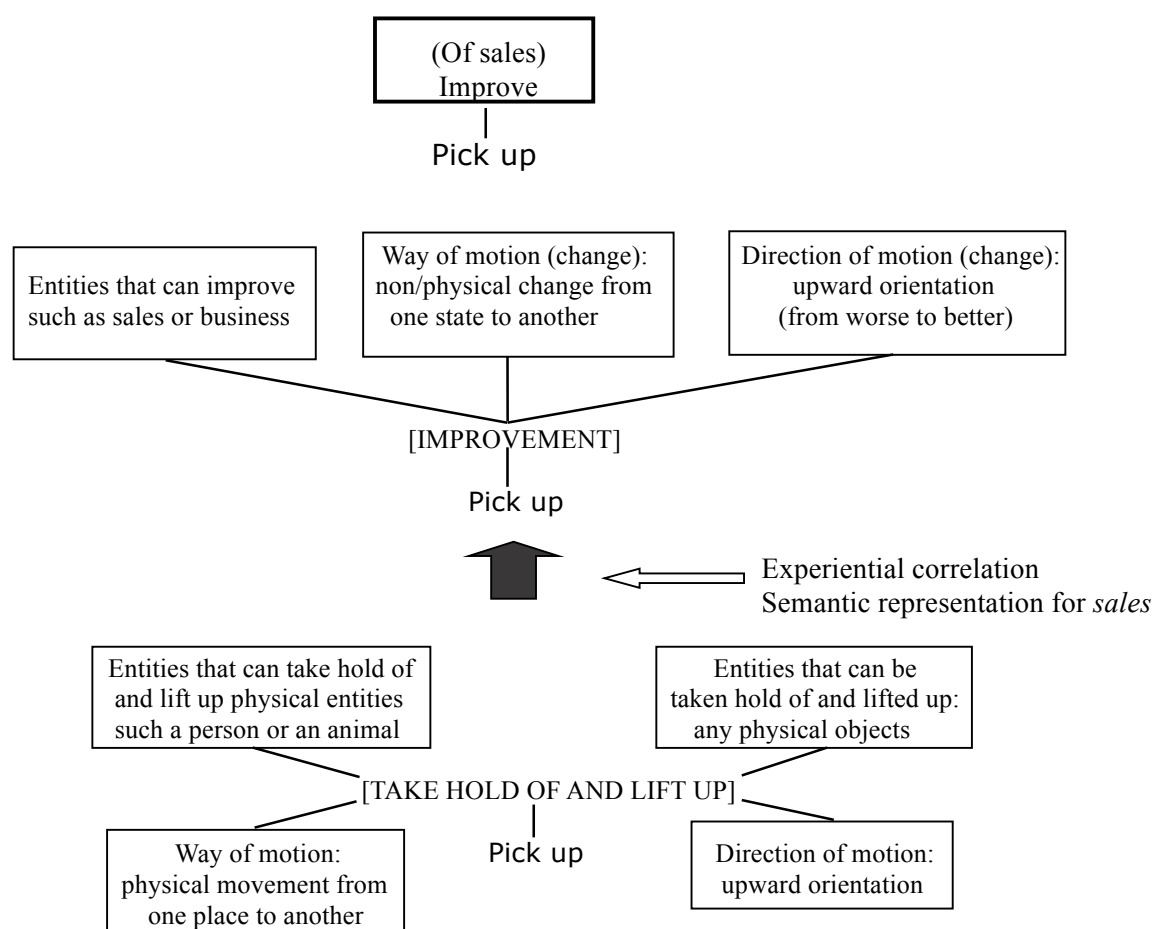 (Of sales)
Improve
Pick up
Entities that can improve
such as sales or business
Way of motion (change):
non/physical change from
one state to another
Direction of motion (change):
upward orientation
(from worse to better)
[IMPROVEMENT]
Pick up
Experiential correlation
Semantic representation for sales
Entities that can take hold of
and lift up physical entities
such a person or an animal
Entities that can be
taken hold of and lifted up:
any physical objects
[TAKE HOLD OF AND LIFT UP]
Pick up
Way of motion:
physical movement from
one place to another
Direction of motion:
upward orientation